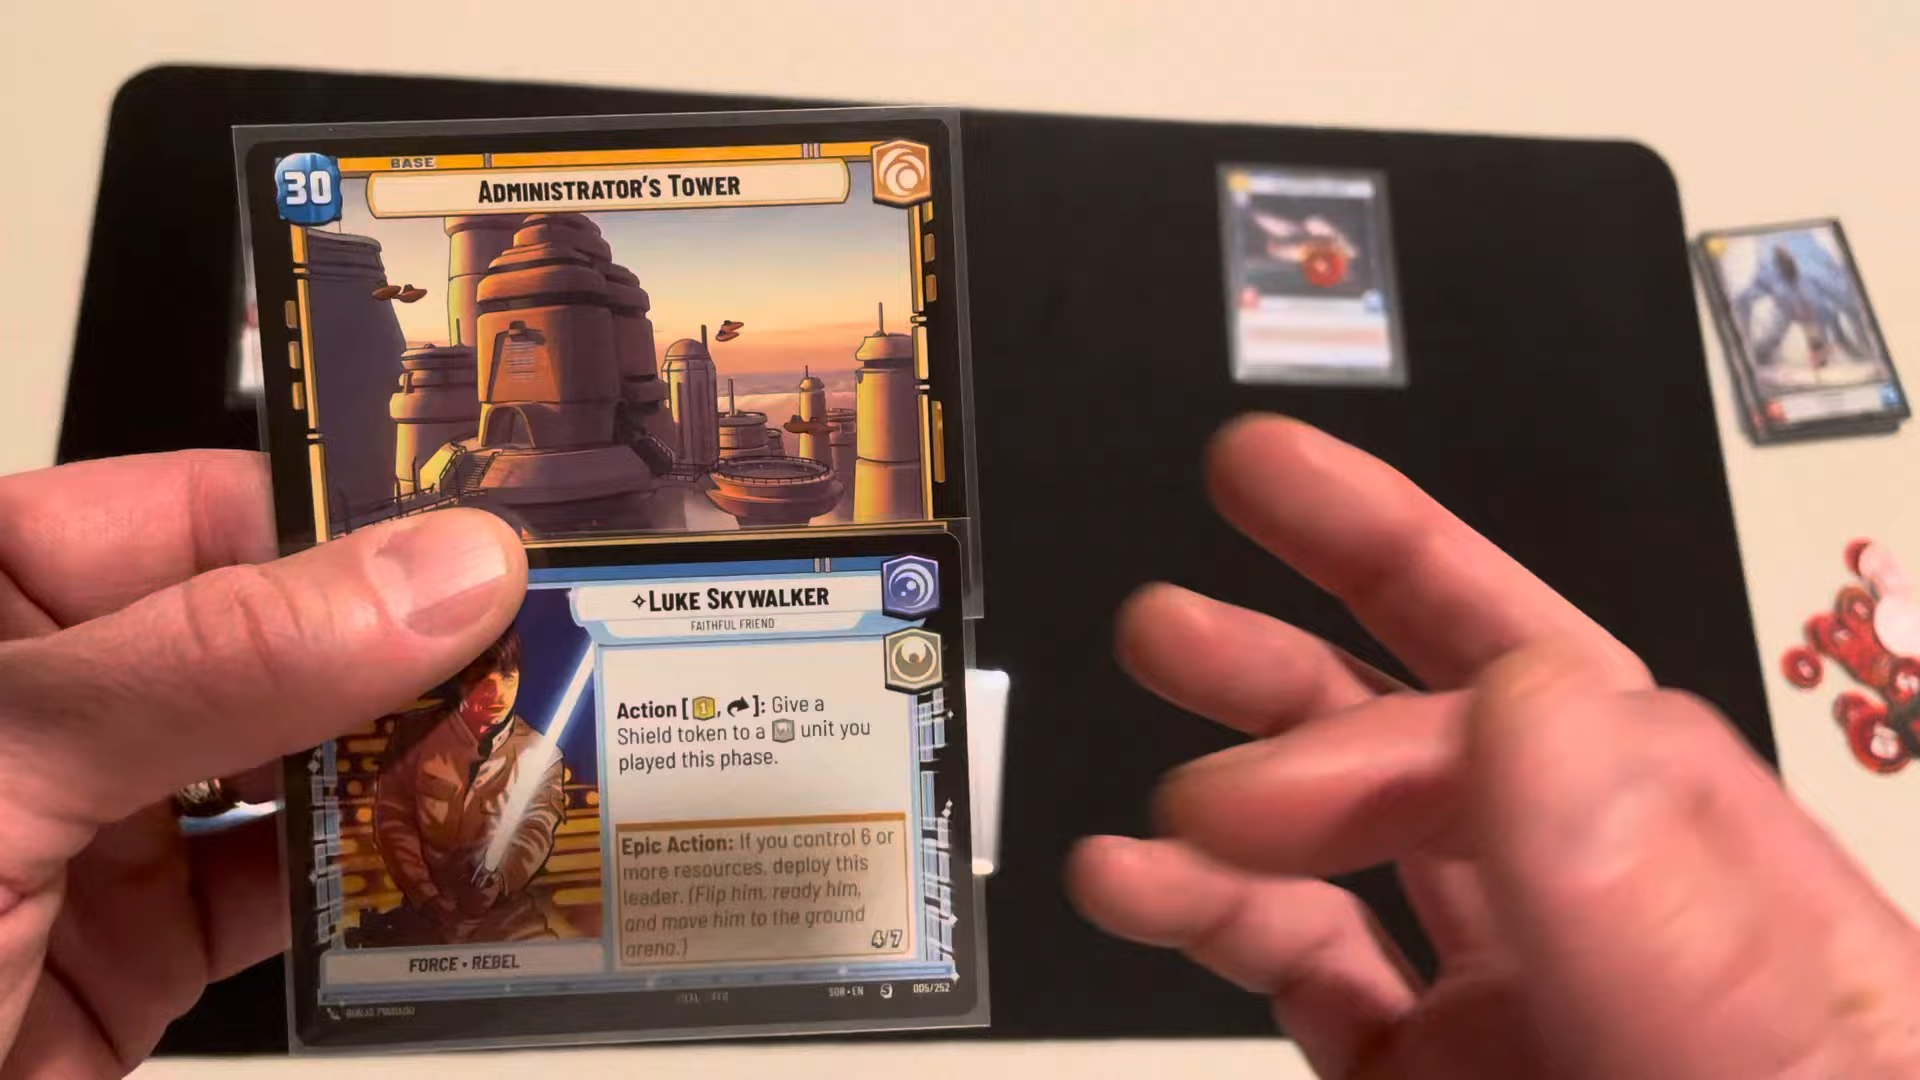 BASE
30
ADMINISTRATOR'S TOWER
LUKE SKYWALKER
FAITHFUL FRIEND
Action [1, ]: Give a
Shield token to a unit you
played this phase.
Epic Action: If you control 6 or
more resources, deploy this
leader. (Flip him, ready him,
and move him to the ground
arena.)
4/7
FORCE • REBEL
SOR • EN
005/252